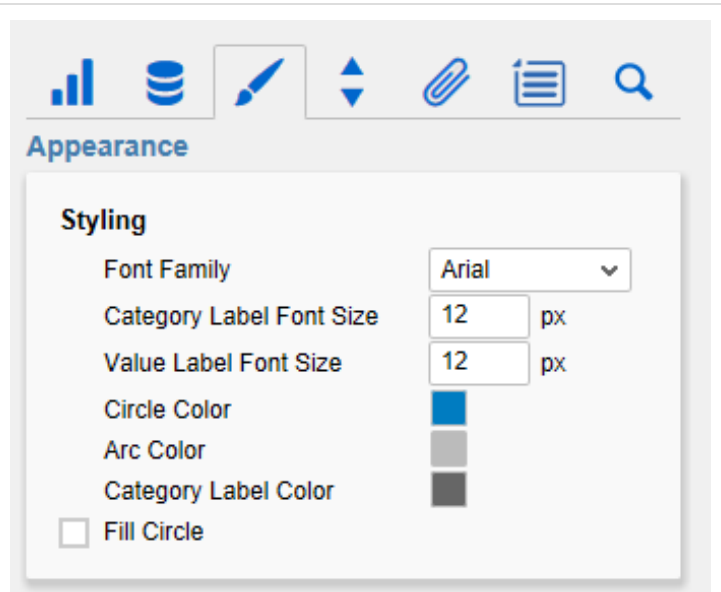 Appearance
Styling
Font Family Arial
Category Label Font Size 12 px
Value Label Font Size 12 px
Circle Color
Arc Color
Category Label Color
Fill Circle